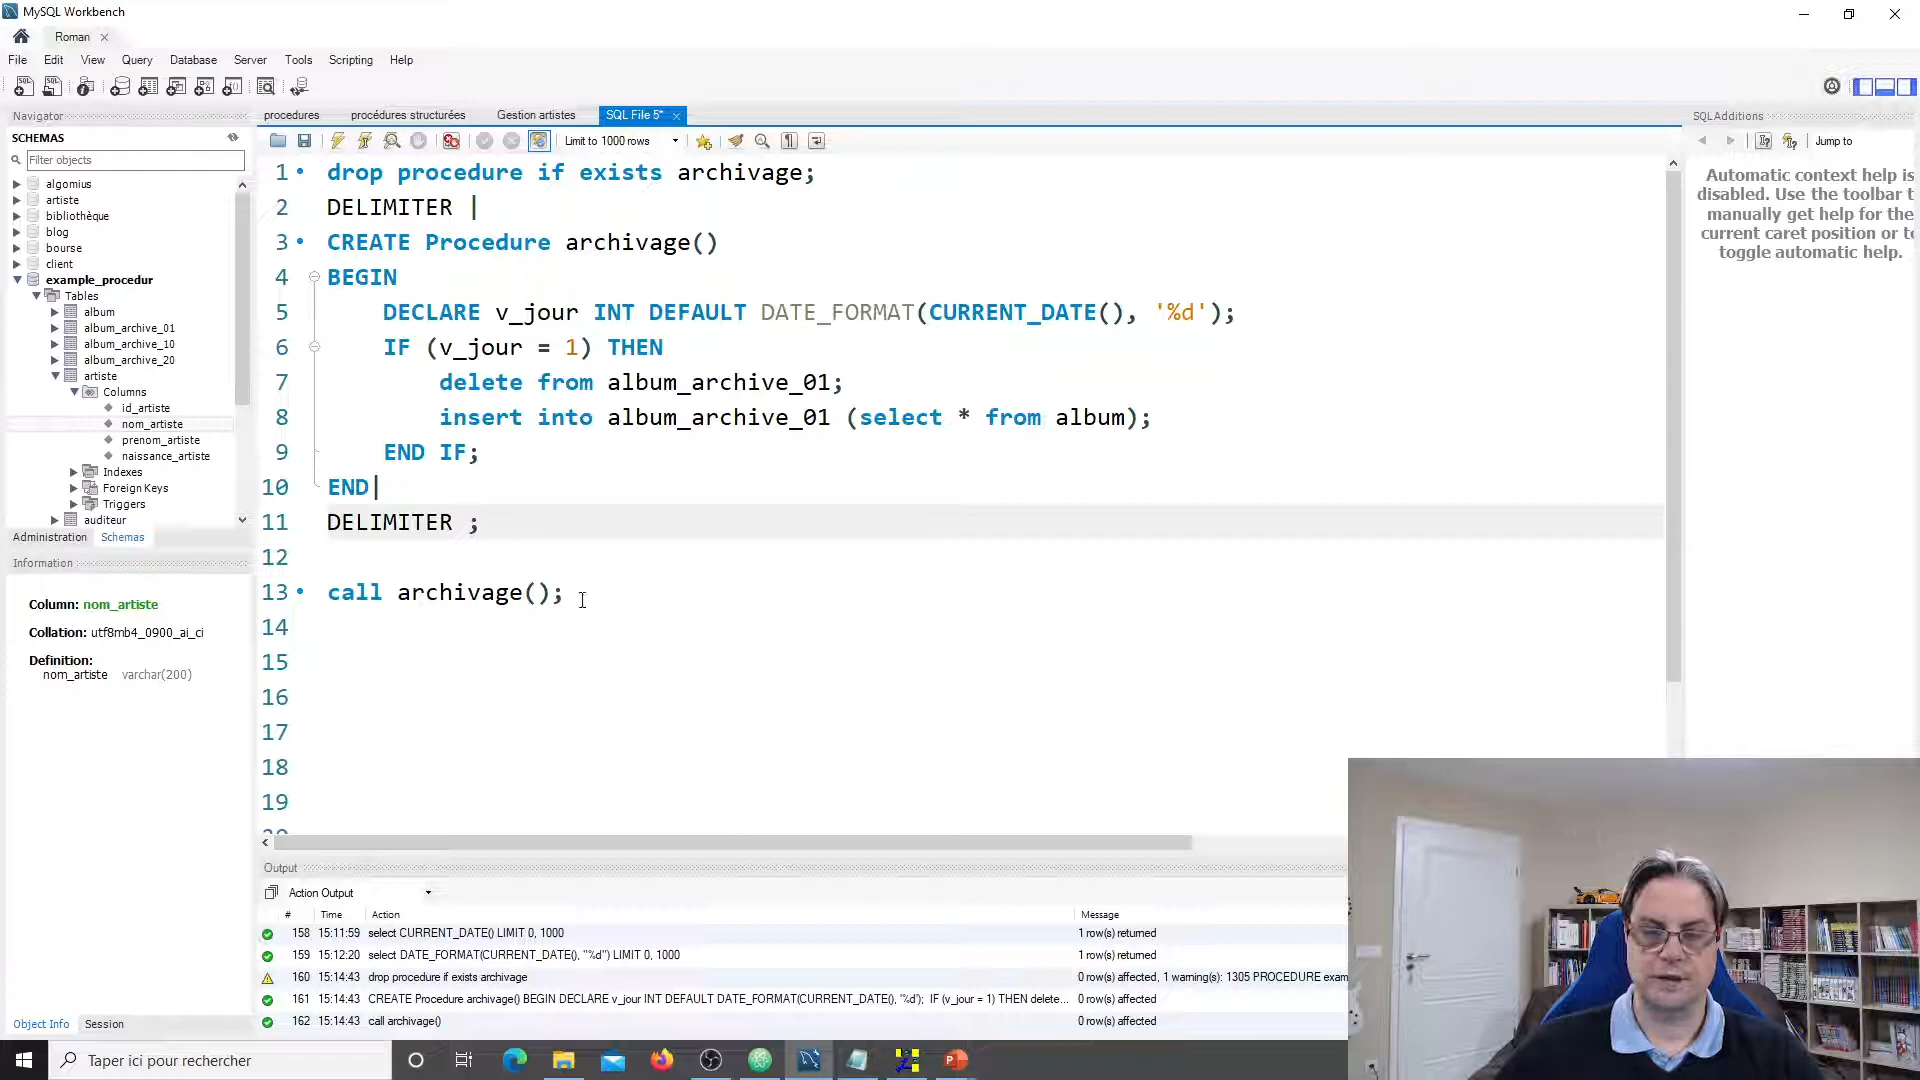 MySQL Workbench
Roman
File Edit View Query Database Server Tools Scripting Help
Navigator
SCHEMAS
Filter objects
algomius
artiste
bibliothèque
blog
bourse
client
example_procedur
Tables
album
album_archive_01
album_archive_10
album_archive_20
artiste
Columns
id_artiste
nom_artiste
prenom_artiste
naissance_artiste
Indexes
Foreign Keys
Triggers
auditeur
Administration Schemas
Information
Column: nom_artiste
Collation: utf8mb4_0900_ai_ci
Definition:
nom_artiste varchar(200)
Object Info Session
procedures procédures structurées Gestion artistes SQL File 5*
Limit to 1000 rows
1 drop procedure if exists archivage;
2 DELIMITER |
3 CREATE Procedure archivage()
4 BEGIN
5 DECLARE v_jour INT DEFAULT DATE_FORMAT(CURRENT_DATE(), '%d');
6 IF (v_jour = 1) THEN
7 delete from album_archive_01;
8 insert into album_archive_01 (select * from album);
9 END IF;
10 END|
11 DELIMITER ;
12
13 call archivage();
14
15
16
17
18
19
20
Output
Action Output
# Time Action Message
158 15:11:59 select CURRENT_DATE() LIMIT 0, 1000 1 row(s) returned
159 15:12:20 select DATE_FORMAT(CURRENT_DATE(), "%d") LIMIT 0, 1000 1 row(s) returned
160 15:14:43 drop procedure if exists archivage 0 row(s) affected, 1 warning(s): 1305 PROCEDURE exam
161 15:14:43 CREATE Procedure archivage() BEGIN DECLARE v_jour INT DEFAULT DATE_FORMAT(CURRENT_DATE(), '%d'); IF (v_jour = 1) THEN delete... 0 row(s) affected
162 15:14:43 call archivage() 0 row(s) affected
SQLAdditions
Jump to
Automatic context help is
disabled. Use the toolbar t
manually get help for the
current caret position or to
toggle automatic help.
Taper ici pour rechercher